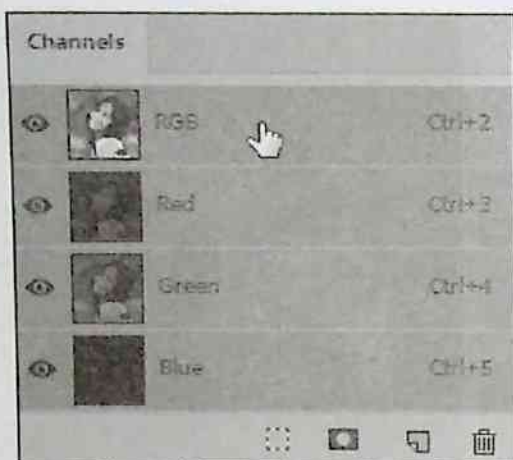 Channels
RGB Ctrl+2
Red Ctrl+3
Green Ctrl+4
Blue Ctrl+5